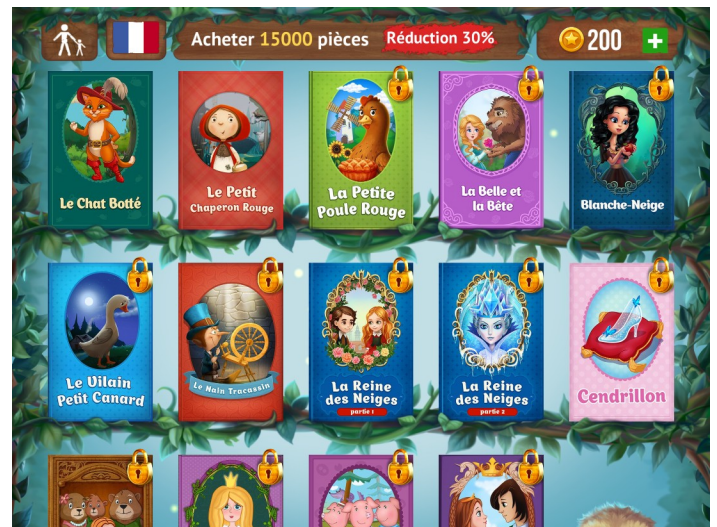 Acheter 15000 pièces
Réduction 30%
200
Le Chat Botté
Le Petit
Chaperon Rouge
La Petite
Poule Rouge
La Belle et
la Bête
Blanche-Neige
Le Vilain
Petit Canard
Le Nain Tracassin
La Reine
des Neiges
partie 1
La Reine
des Neiges
partie 2
Cendrillon